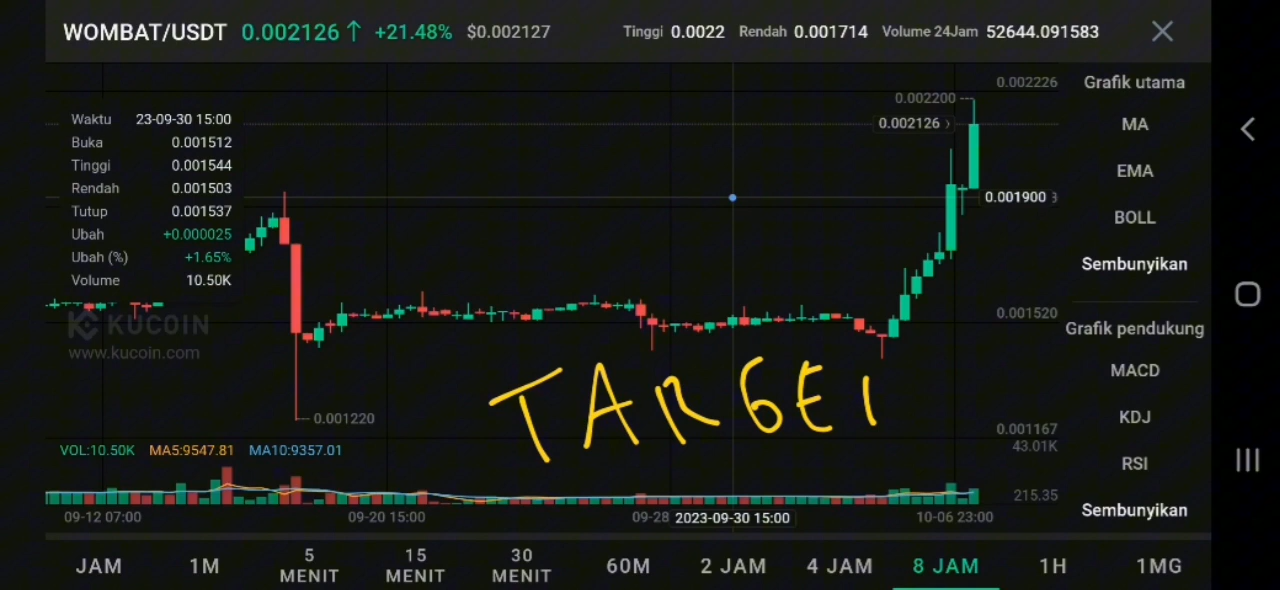 WOMBAT/USDT 0.002126 ↑ +21.48% $0.002127 Tinggi 0.0022 Rendah 0.001714 Volume 24Jam 52644.091583
0.002226
Grafik utama
0.002200
Waktu 23-09-30 15:00
0.002126 ›
MA
Buka 0.001512
Tinggi 0.001544
EMA
Rendah 0.001503
0.001900
Tutup 0.001537
BOLL
Ubah +0.000025
Ubah (%) +1.65%
Sembunyikan
Volume 10.50K
0.001520
KUCOIN
Grafik pendukung
www.kucoin.com
MACD
TARGET
0.001220
KDJ
0.001167
43.01K
VOL:10.50K MA5:9547.81 MA10:9357.01
RSI
215.35
09-12 07:00 09-20 15:00 09-28 2023-09-30 15:00 10-06 23:00
Sembunyikan
JAM 1M 5 MENIT 15 MENIT 30 MENIT 60M 2 JAM 4 JAM 8 JAM 1H 1MG